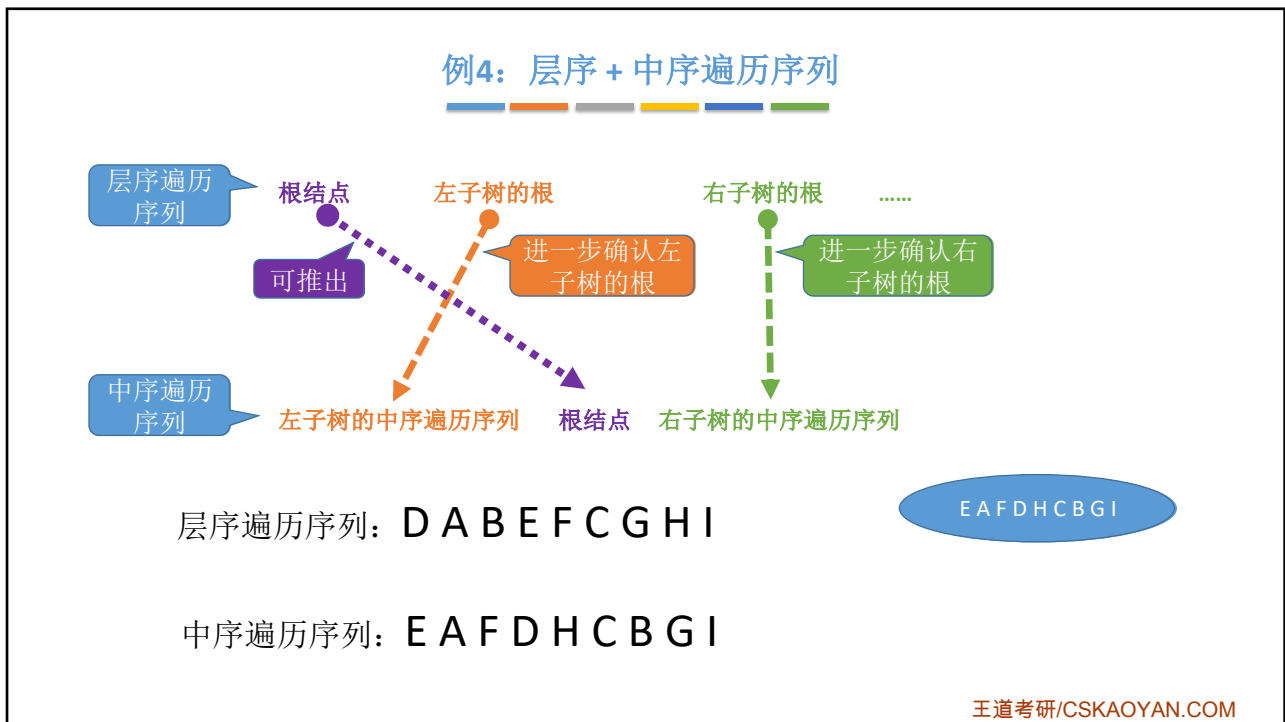 例4：层序 + 中序遍历序列
层序遍历
序列
根结点
左子树的根
右子树的根
......
可推出
进一步确认左
子树的根
进一步确认右
子树的根
中序遍历
序列
左子树的中序遍历序列
根结点
右子树的中序遍历序列
层序遍历序列：D A B E F C G H I
E A F D H C B G I
中序遍历序列：E A F D H C B G I
王道考研/CSKAOYAN.COM